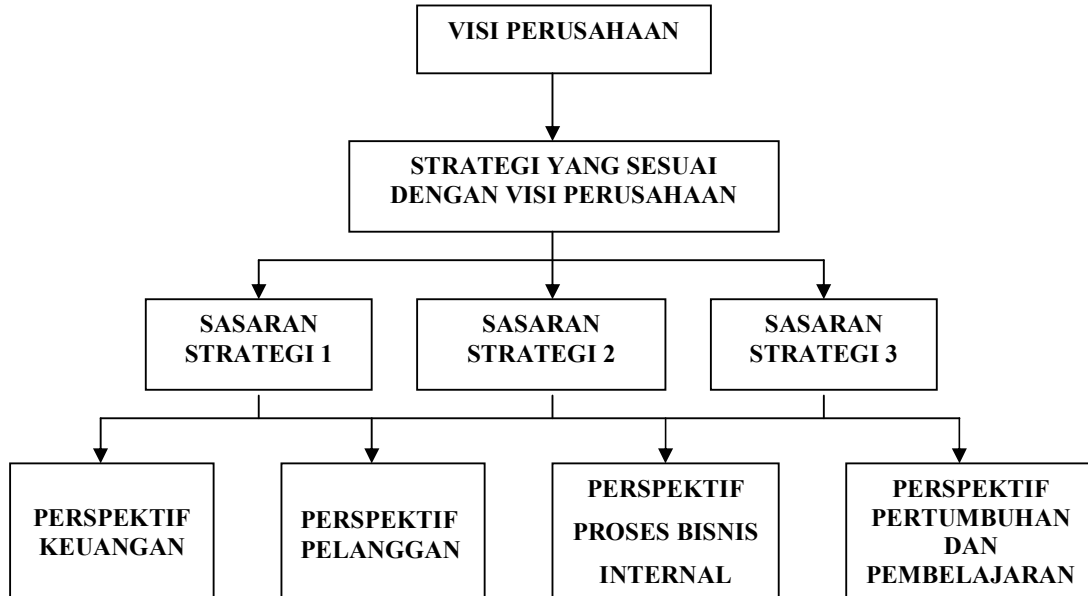 VISI PERUSAHAAN
STRATEGI YANG SESUAI
DENGAN VISI PERUSAHAAN
SASARAN
STRATEGI 1
SASARAN
STRATEGI 2
SASARAN
STRATEGI 3
PERSPEKTIF
KEUANGAN
PERSPEKTIF
PELANGGAN
PERSPEKTIF
PROSES BISNIS
INTERNAL
PERSPEKTIF
PERTUMBUHAN
DAN
PEMBELAJARAN